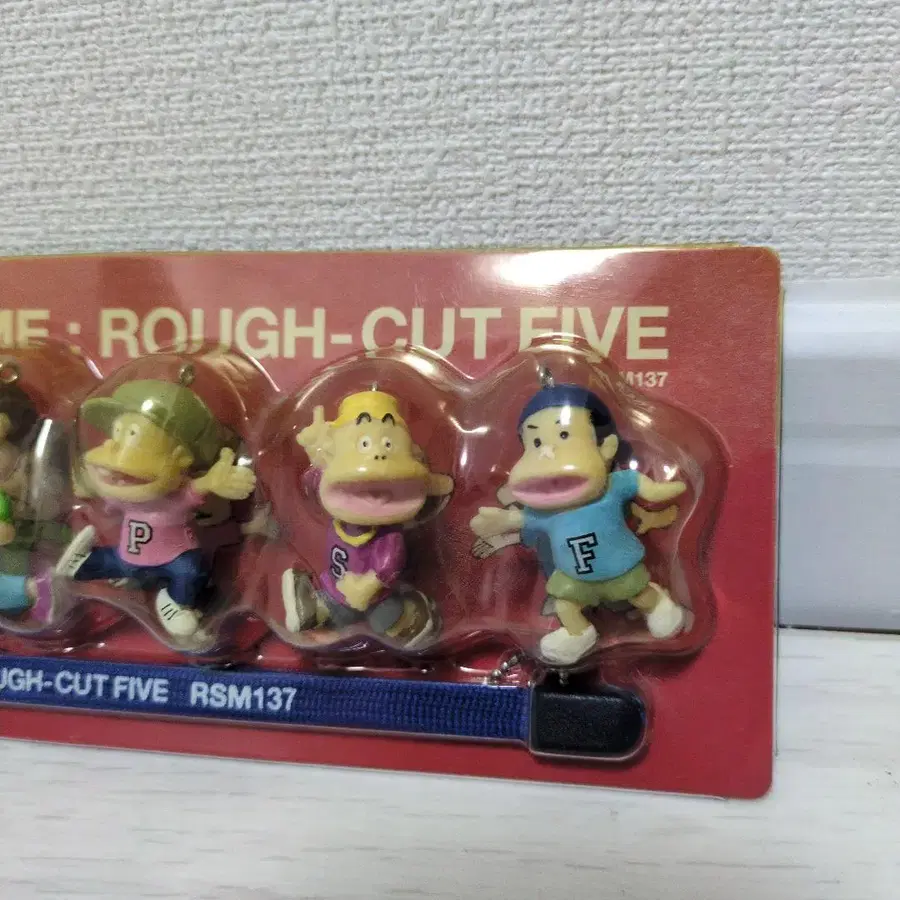 ME : ROUGH-CUT FIVE
RSM137
P
S
F
UGH-CUT FIVE RSM137